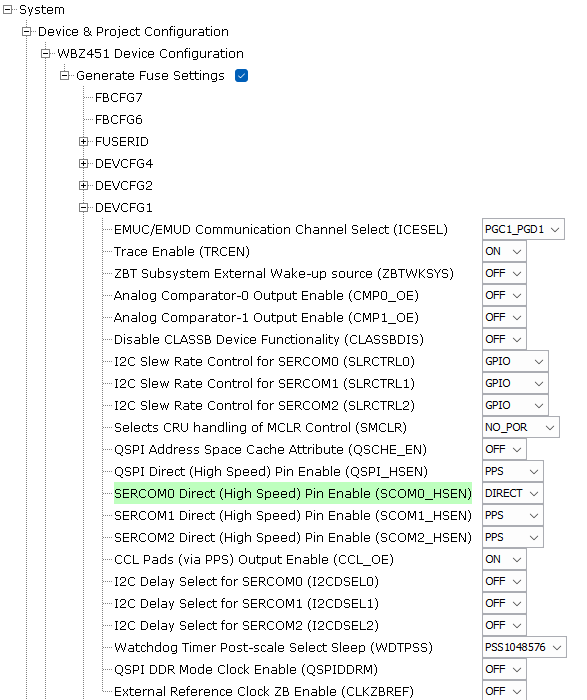 System
Device & Project Configuration
WBZ451 Device Configuration
Generate Fuse Settings
FBCFG7
FBCFG6
FUSERID
DEVCFG4
DEVCFG2
DEVCFG1
EMUC/EMUD Communication Channel Select (ICESEL) PGC1_PGD1
Trace Enable (TRCEN) ON
ZBT Subsystem External Wake-up source (ZBTWKSYS) OFF
Analog Comparator-0 Output Enable (CMP0_OE) OFF
Analog Comparator-1 Output Enable (CMP1_OE) OFF
Disable CLASSB Device Functionality (CLASSBDIS) OFF
I2C Slew Rate Control for SERCOM0 (SLRCTRL0) GPIO
I2C Slew Rate Control for SERCOM1 (SLRCTRL1) GPIO
I2C Slew Rate Control for SERCOM2 (SLRCTRL2) GPIO
Selects CRU handling of MCLR Control (SMCLR) NO_POR
QSPI Address Space Cache Attribute (QSCHE_EN) OFF
QSPI Direct (High Speed) Pin Enable (QSPI_HSEN) PPS
SERCOM0 Direct (High Speed) Pin Enable (SCOM0_HSEN) DIRECT
SERCOM1 Direct (High Speed) Pin Enable (SCOM1_HSEN) PPS
SERCOM2 Direct (High Speed) Pin Enable (SCOM2_HSEN) PPS
CCL Pads (via PPS) Output Enable (CCL_OE) ON
I2C Delay Select for SERCOM0 (I2CDSEL0) OFF
I2C Delay Select for SERCOM1 (I2CDSEL1) OFF
I2C Delay Select for SERCOM2 (I2CDSEL2) OFF
Watchdog Timer Post-scale Select Sleep (WDTPSS) PSS1048576
QSPI DDR Mode Clock Enable (QSPIDDRM) OFF
External Reference Clock ZB Enable (CLKZBREF) OFF